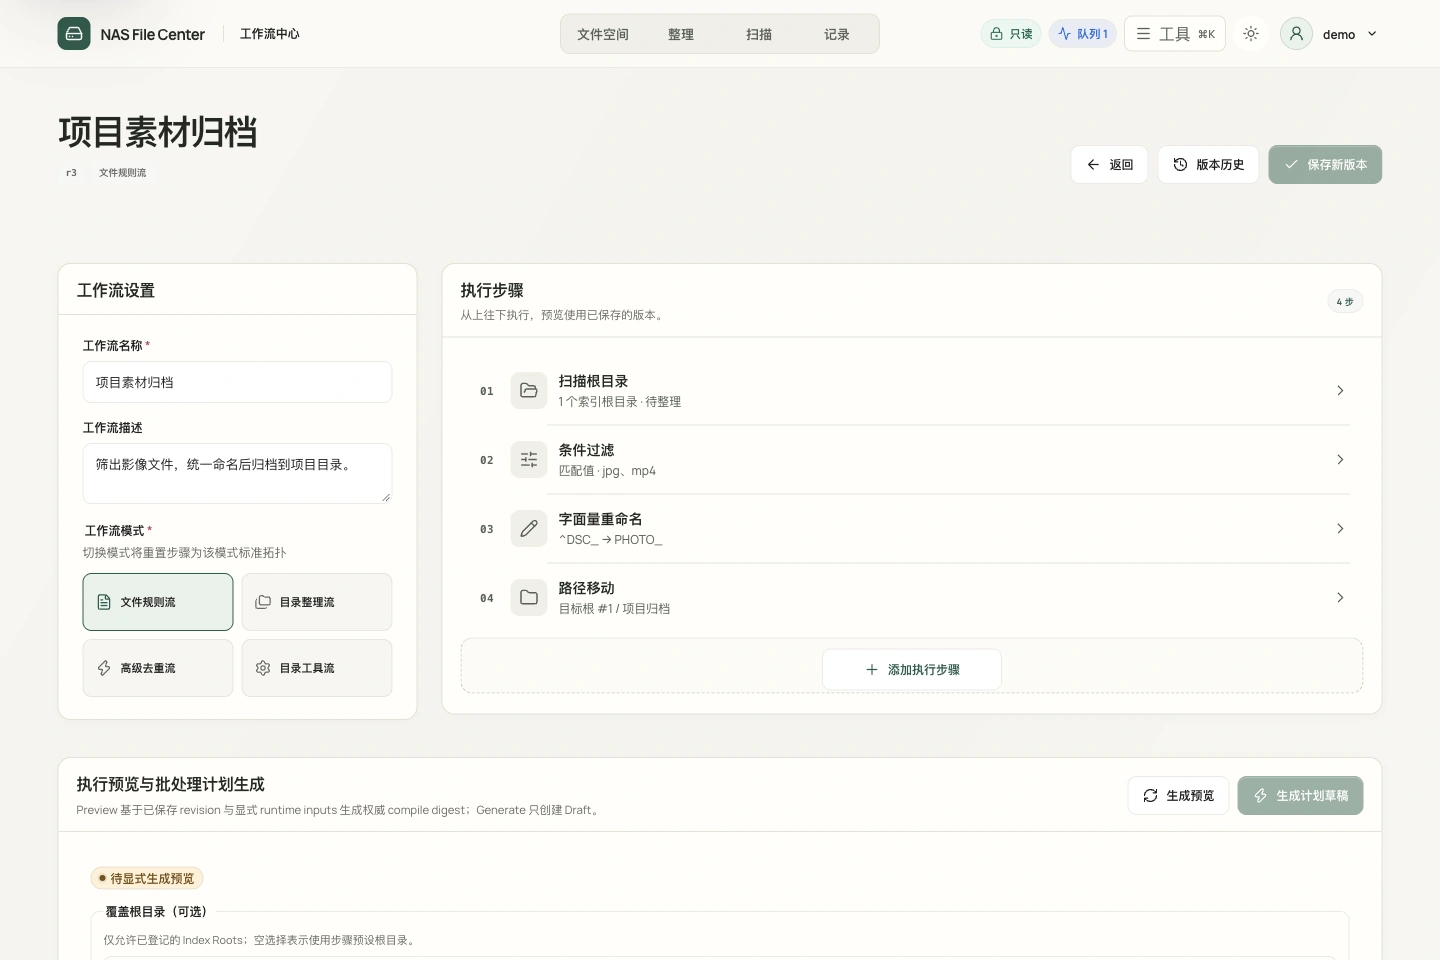 NAS File Center
工作流中心
文件空间
整理
扫描
记录
只读
队列 1
工具 ⌘K
demo
项目素材归档
r3
文件规则流
返回
版本历史
保存新版本
工作流设置
工作流名称 *
项目素材归档
工作流描述
筛出影像文件，统一命名后归档到项目目录。
工作流模式 *
切换模式将重置步骤为该模式标准拓扑
文件规则流
目录整理流
高级去重流
目录工具流
执行步骤
从上往下执行，预览使用已保存的版本。
4 步
01
扫描根目录
1 个索引根目录 · 待整理
02
条件过滤
匹配值 · jpg、mp4
03
字面量重命名
^DSC_ → PHOTO_
04
路径移动
目标根 #1 / 项目归档
添加执行步骤
执行预览与批处理计划生成
Preview 基于已保存 revision 与显式 runtime inputs 生成权威 compile digest；Generate 只创建 Draft。
生成预览
生成计划草稿
待显式生成预览
覆盖根目录（可选）
仅允许已登记的 Index Roots；空选择表示使用步骤预设根目录。